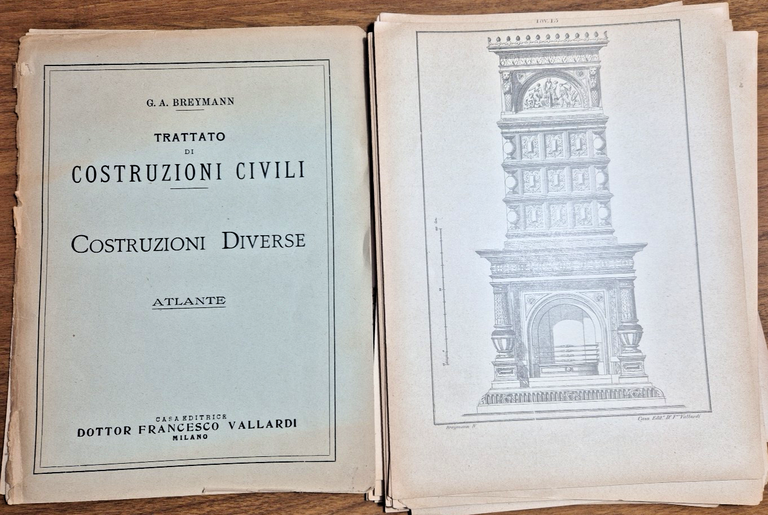 G. A. BREYMANN
TRATTATO
DI
COSTRUZIONI CIVILI
COSTRUZIONI DIVERSE
ATLANTE
CASA EDITRICE
DOTTOR FRANCESCO VALLARDI
MILANO